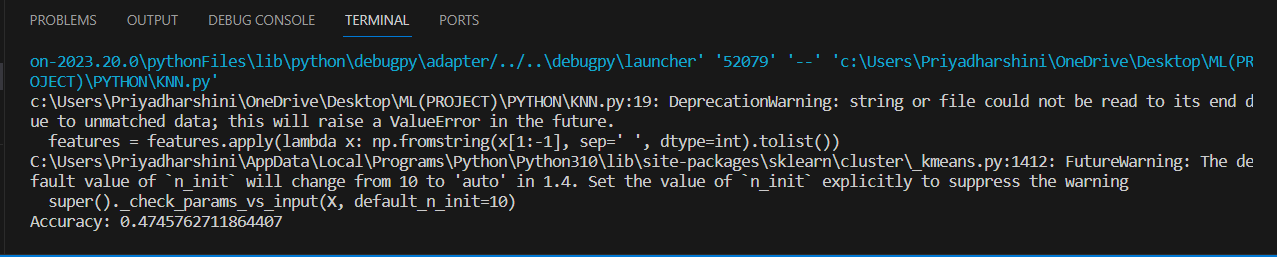 PROBLEMS OUTPUT DEBUG CONSOLE TERMINAL PORTS
on-2023.20.0\pythonFiles\lib\python\debugpy\adapter/../..\debugpy\launcher' '52079' '--' 'c:\Users\Priyadharshini\OneDrive\Desktop\ML(PR
OJECT)\PYTHON\KNN.py'
c:\Users\Priyadharshini\OneDrive\Desktop\ML(PROJECT)\PYTHON\KNN.py:19: DeprecationWarning: string or file could not be read to its end d
ue to unmatched data; this will raise a ValueError in the future.
  features = features.apply(lambda x: np.fromstring(x[1:-1], sep=' ', dtype=int).tolist())
C:\Users\Priyadharshini\AppData\Local\Programs\Python\Python310\lib\site-packages\sklearn\cluster\_kmeans.py:1412: FutureWarning: The de
fault value of `n_init` will change from 10 to 'auto' in 1.4. Set the value of `n_init` explicitly to suppress the warning
  super()._check_params_vs_input(X, default_n_init=10)
Accuracy: 0.4745762711864407